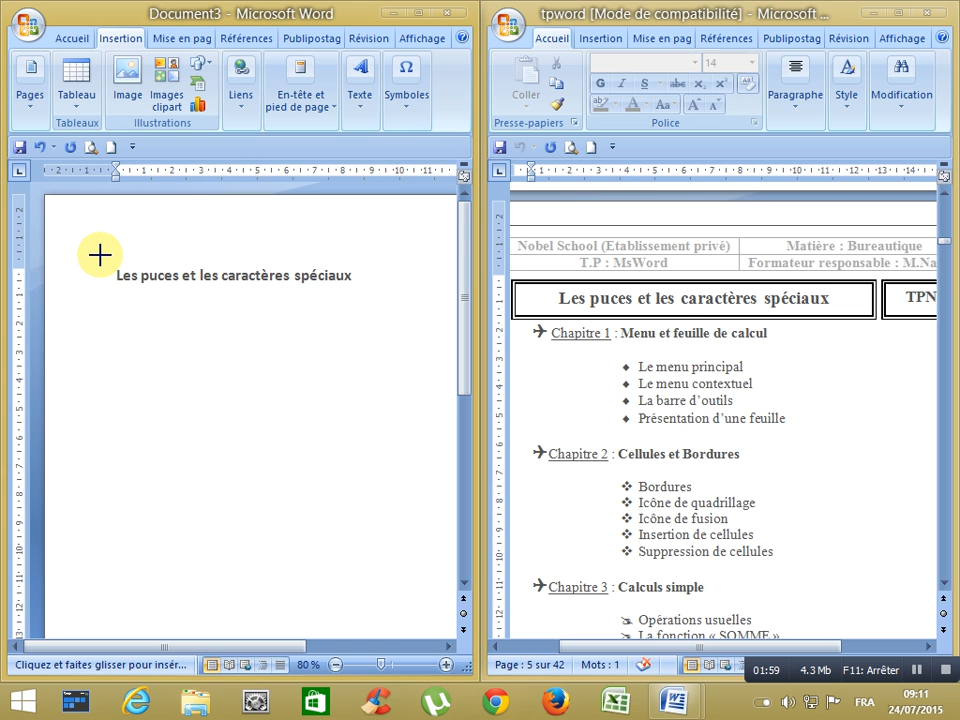 Document3 - Microsoft Word
Accueil Insertion Mise en pag Références Publipostag Révision Affichage
Pages Tableau Image Images clipart Liens En-tête et pied de page Texte Symboles
Tableaux Illustrations
Les puces et les caractères spéciaux
Cliquez et faites glisser pour insér... 80 %
tpword [Mode de compatibilité] - Microsoft ...
Accueil Insertion Mise en pag Références Publipostag Révision Affichage
14
Coller G I S abc x₂ x² Paragraphe Style Modification
ab A Aa A A
Presse-papiers Police
Nobel School (Etablissement privé) Matière : Bureautique
T.P : MsWord Formateur responsable : M.Na
Les puces et les caractères spéciaux TPN
Chapitre 1 : Menu et feuille de calcul
Le menu principal
Le menu contextuel
La barre d'outils
Présentation d'une feuille
Chapitre 2 : Cellules et Bordures
Bordures
Icône de quadrillage
Icône de fusion
Insertion de cellules
Suppression de cellules
Chapitre 3 : Calculs simple
Opérations usuelles
La fonction « SOMME »
Page : 5 sur 42 Mots : 1
01:59 4.3 Mb F11: Arrêter
FRA 09:11
24/07/2015